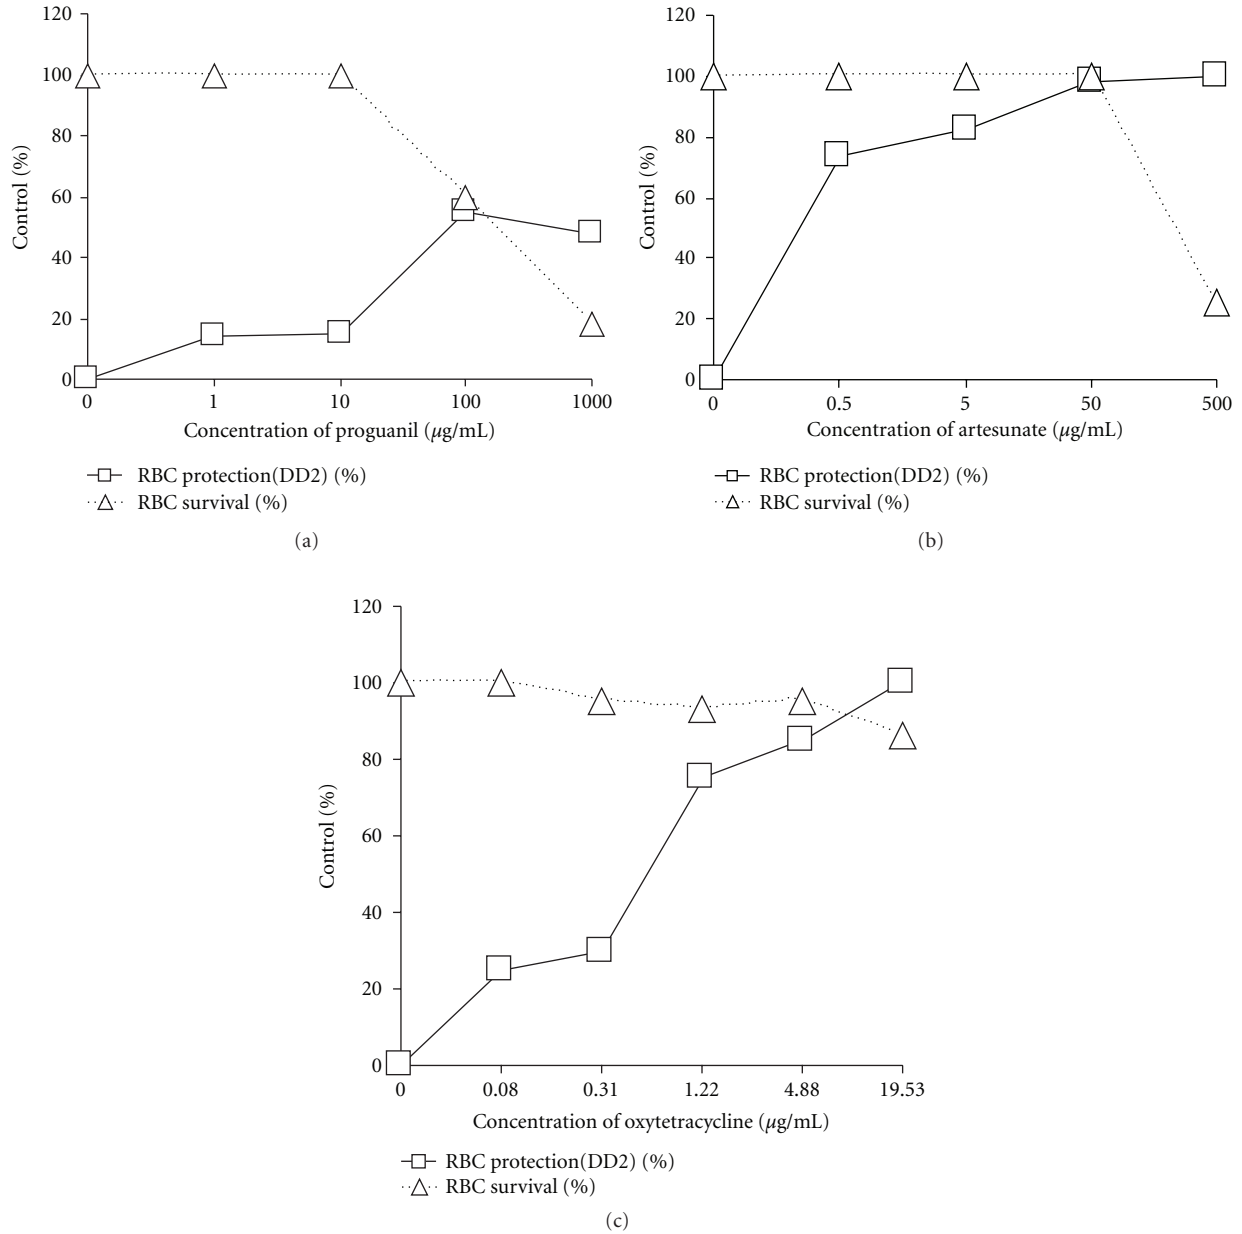 120
100
80
60
40
20
0
Control (%)
0 1 10 100 1000
Concentration of proguanil (µg/mL)
RBC protection(DD2) (%)
RBC survival (%)
(a)
120
100
80
60
40
20
0
Control (%)
0 0.5 5 50 500
Concentration of artesunate (µg/mL)
RBC protection(DD2) (%)
RBC survival (%)
(b)
120
100
80
60
40
20
0
Control (%)
0 0.08 0.31 1.22 4.88 19.53
Concentration of oxytetracycline (µg/mL)
RBC protection(DD2) (%)
RBC survival (%)
(c)